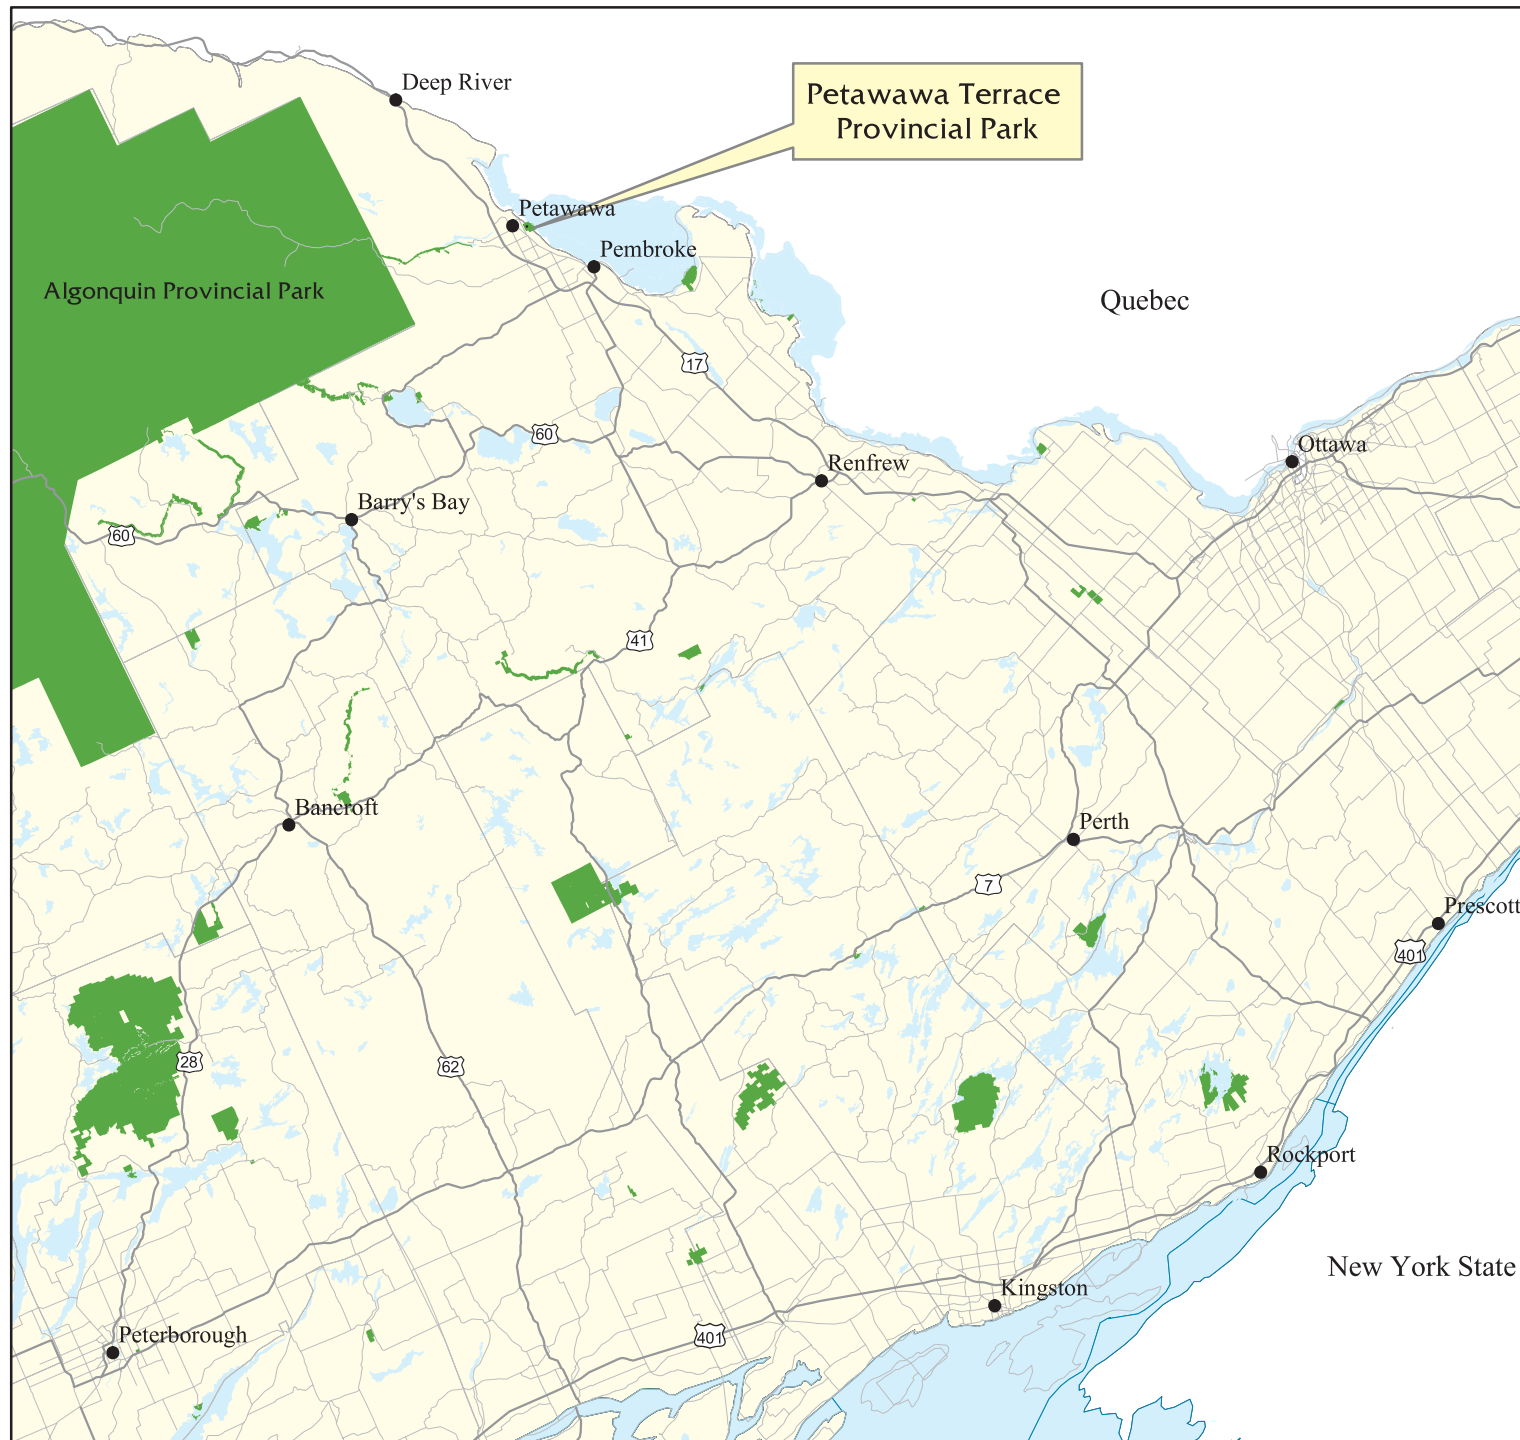 Deep River
Petawawa Terrace
Provincial Park
Petawawa
Pembroke
Algonquin Provincial Park
Quebec
17
60
Ottawa
Renfrew
Barry's Bay
60
41
Bancroft
Perth
7
Prescott
401
28
62
Rockport
New York State
Kingston
Peterborough
401